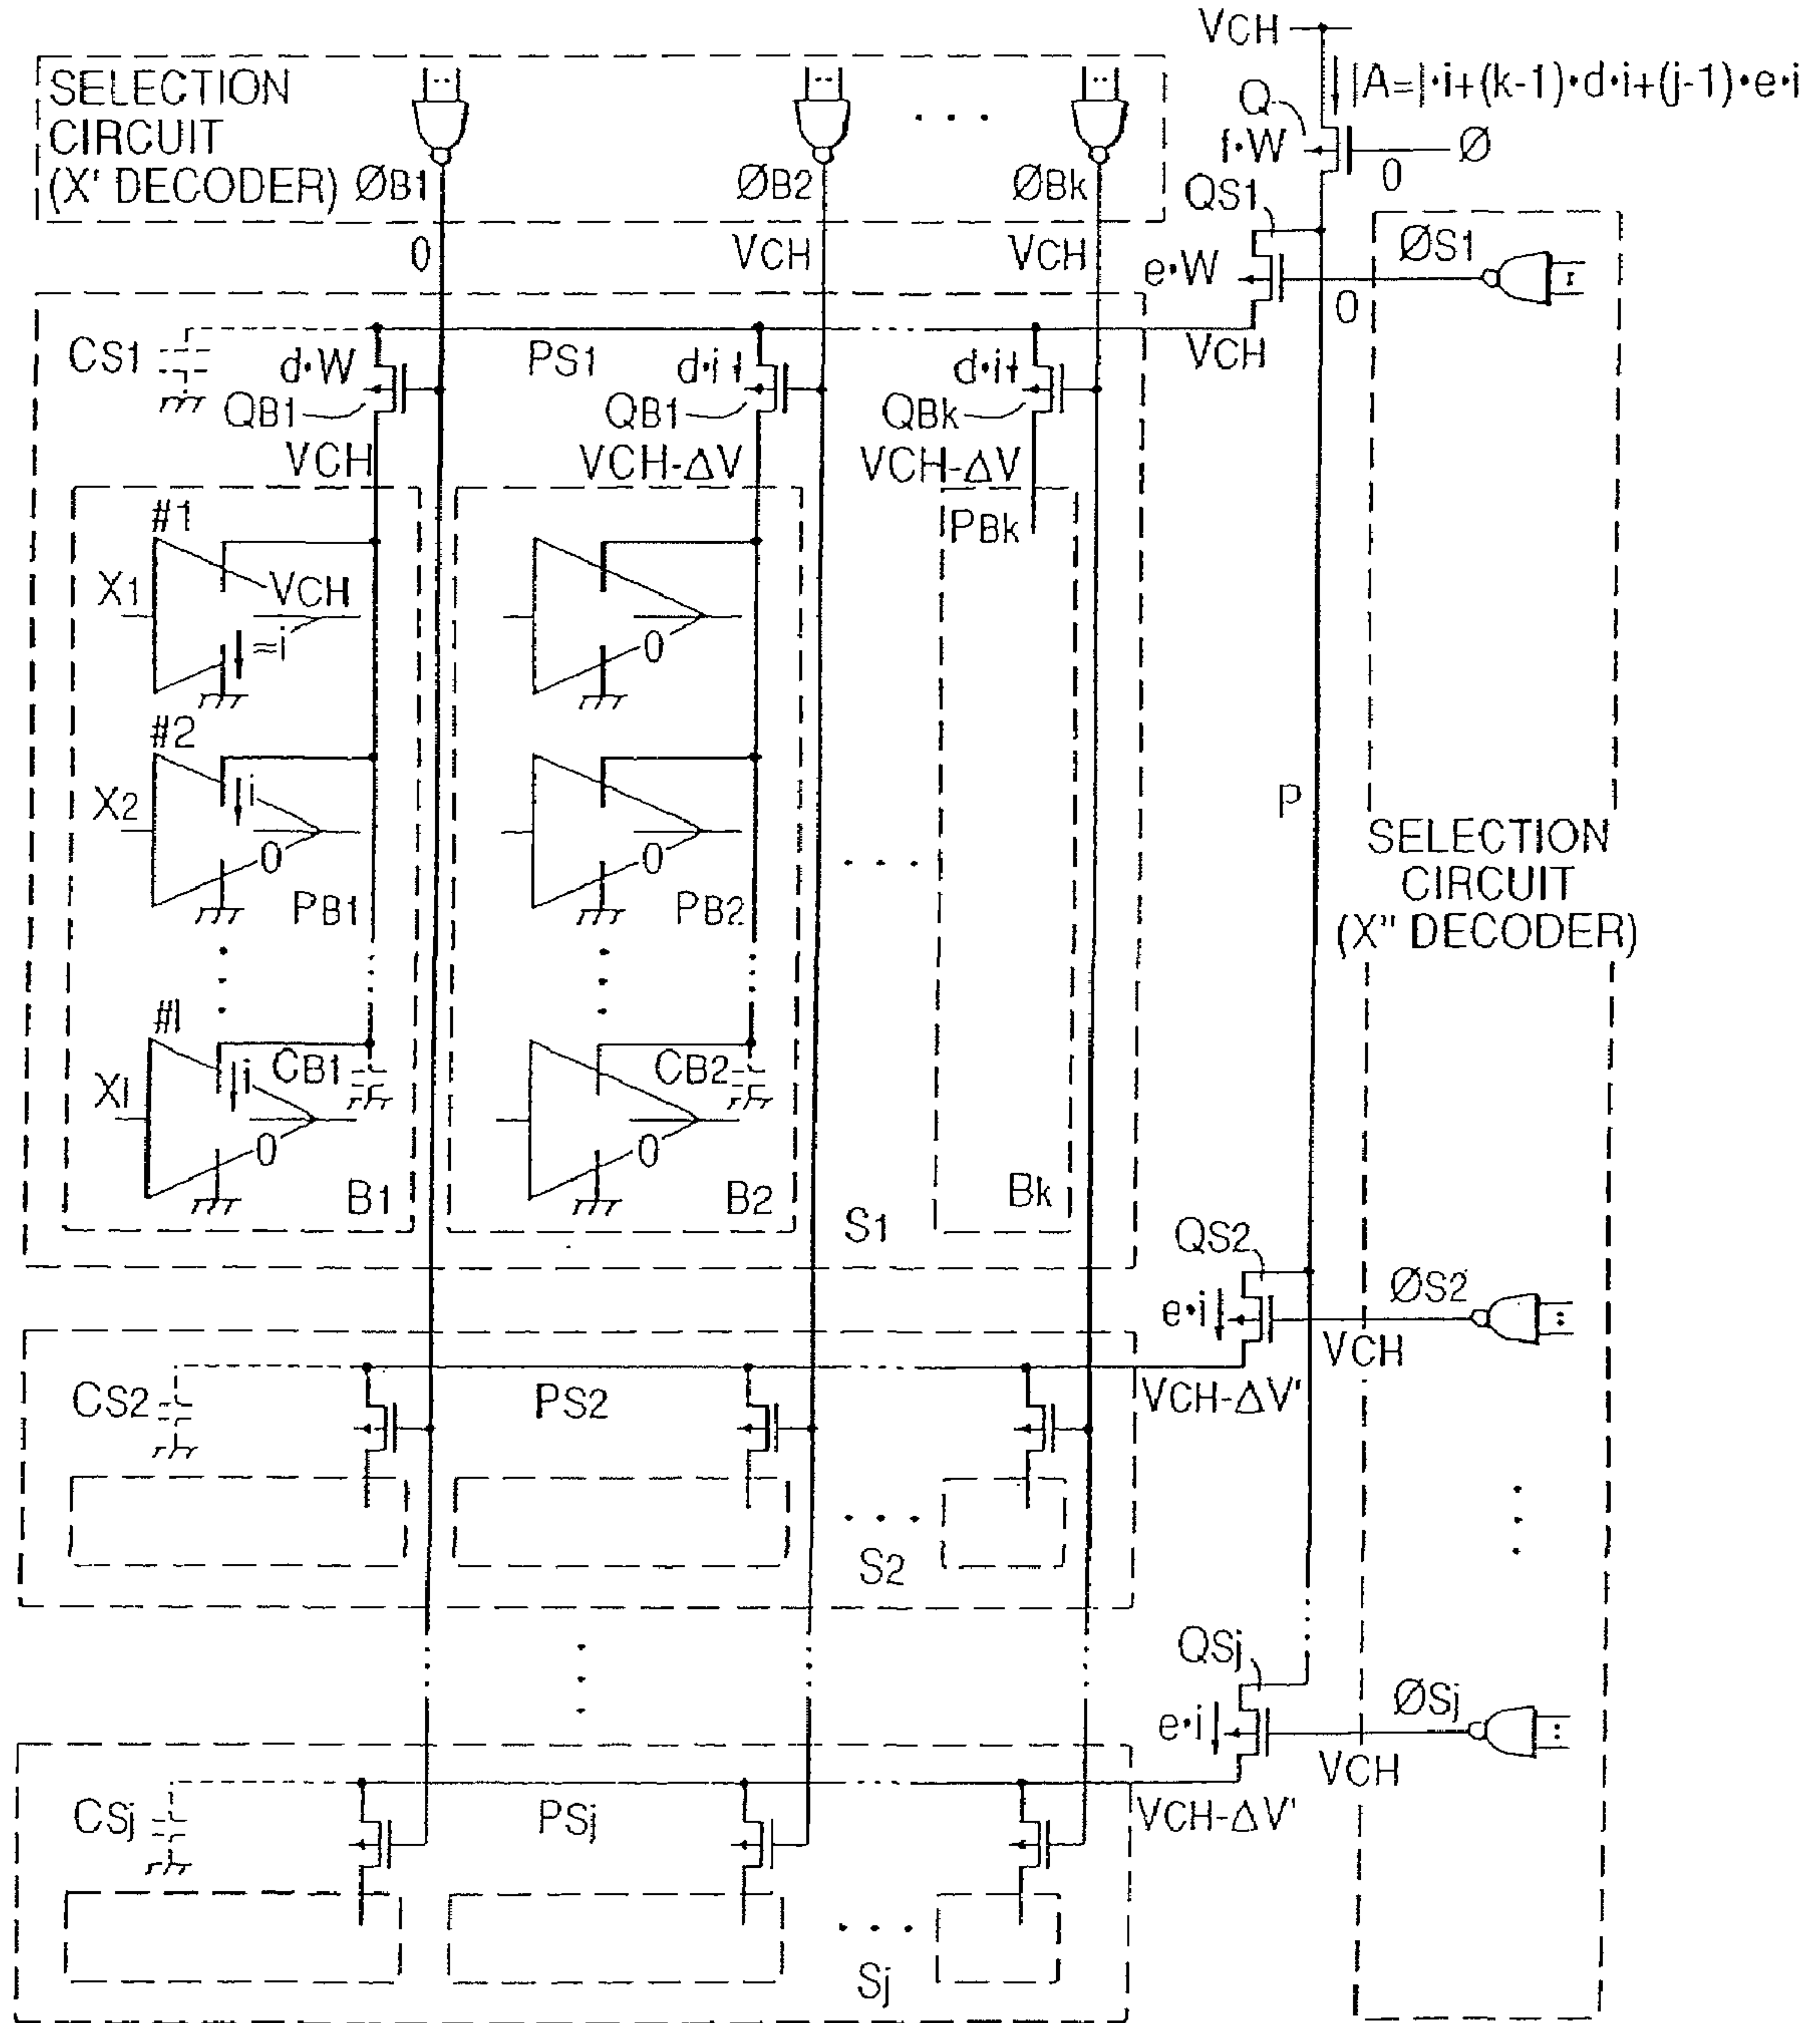 VCH
SELECTION
CIRCUIT
(X' DECODER)
ØB1
ØB2
ØBk
. . .
|A=|·i+(k-1)·d·i+(j-1)·e·i
Q
f·W
Ø
0
QS1
0
VCH
VCH
e·W
ØS1
0
VCH
CS1
d·W
PS1
d·i
d·i
QB1
QB1
QBk
VCH
VCH-ΔV
VCH-ΔV
PBk
#1
X1
VCH
≈i
0
#2
X2
i
0
PB1
0
PB2
. . .
P
SELECTION
CIRCUIT
(X" DECODER)
#l
Xl
i
CB1
0
CB2
0
B1
B2
Bk
S1
QS2
e·i
ØS2
VCH
CS2
PS2
VCH-ΔV'
. . .
S2
QSj
e·i
ØSj
VCH
CSj
PSj
VCH-ΔV'
. . .
Sj